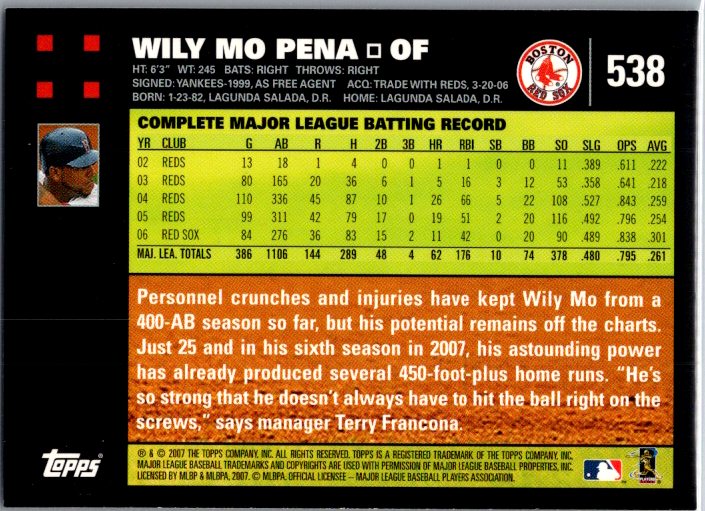 WILY MO PENA □ OF
HT: 6'3" WT: 245 BATS: RIGHT THROWS: RIGHT
SIGNED: YANKEES-1999, AS FREE AGENT ACQ: TRADE WITH REDS, 3-20-06
BORN: 1-23-82, LAGUNDA SALADA, D.R. HOME: LAGUNDA SALADA, D.R.
BOSTON
RED SOX
538
COMPLETE MAJOR LEAGUE BATTING RECORD
YR CLUB G AB R H 2B 3B HR RBI SB BB SO SLG OPS AVG
02 REDS 13 18 1 4 0 0 1 1 0 0 11 .389 .611 .222
03 REDS 80 165 20 36 6 1 5 16 3 12 53 .358 .641 .218
04 REDS 110 336 45 87 10 1 26 66 5 22 108 .527 .843 .259
05 REDS 99 311 42 79 17 0 19 51 2 20 116 .492 .796 .254
06 RED SOX 84 276 36 83 15 2 11 42 0 20 90 .489 .838 .301
MAJ. LEA. TOTALS 386 1106 144 289 48 4 62 176 10 74 378 .480 .795 .261
Personnel crunches and injuries have kept Wily Mo from a
400-AB season so far, but his potential remains off the charts.
Just 25 and in his sixth season in 2007, his astounding power
has already produced several 450-foot-plus home runs. “He's
so strong that he doesn't always have to hit the ball right on the
screws,” says manager Terry Francona.
Topps
® & © 2007 THE TOPPS COMPANY, INC. ALL RIGHTS RESERVED. TOPPS IS A REGISTERED TRADEMARK OF THE TOPPS COMPANY, INC.
MAJOR LEAGUE BASEBALL TRADEMARKS AND COPYRIGHTS ARE USED WITH PERMISSION OF MAJOR LEAGUE BASEBALL PROPERTIES, INC.
LICENSED BY MLBP & MLBPA, 2007. © MLBPA, OFFICIAL LICENSEE – MAJOR LEAGUE BASEBALL PLAYERS ASSOCIATION.